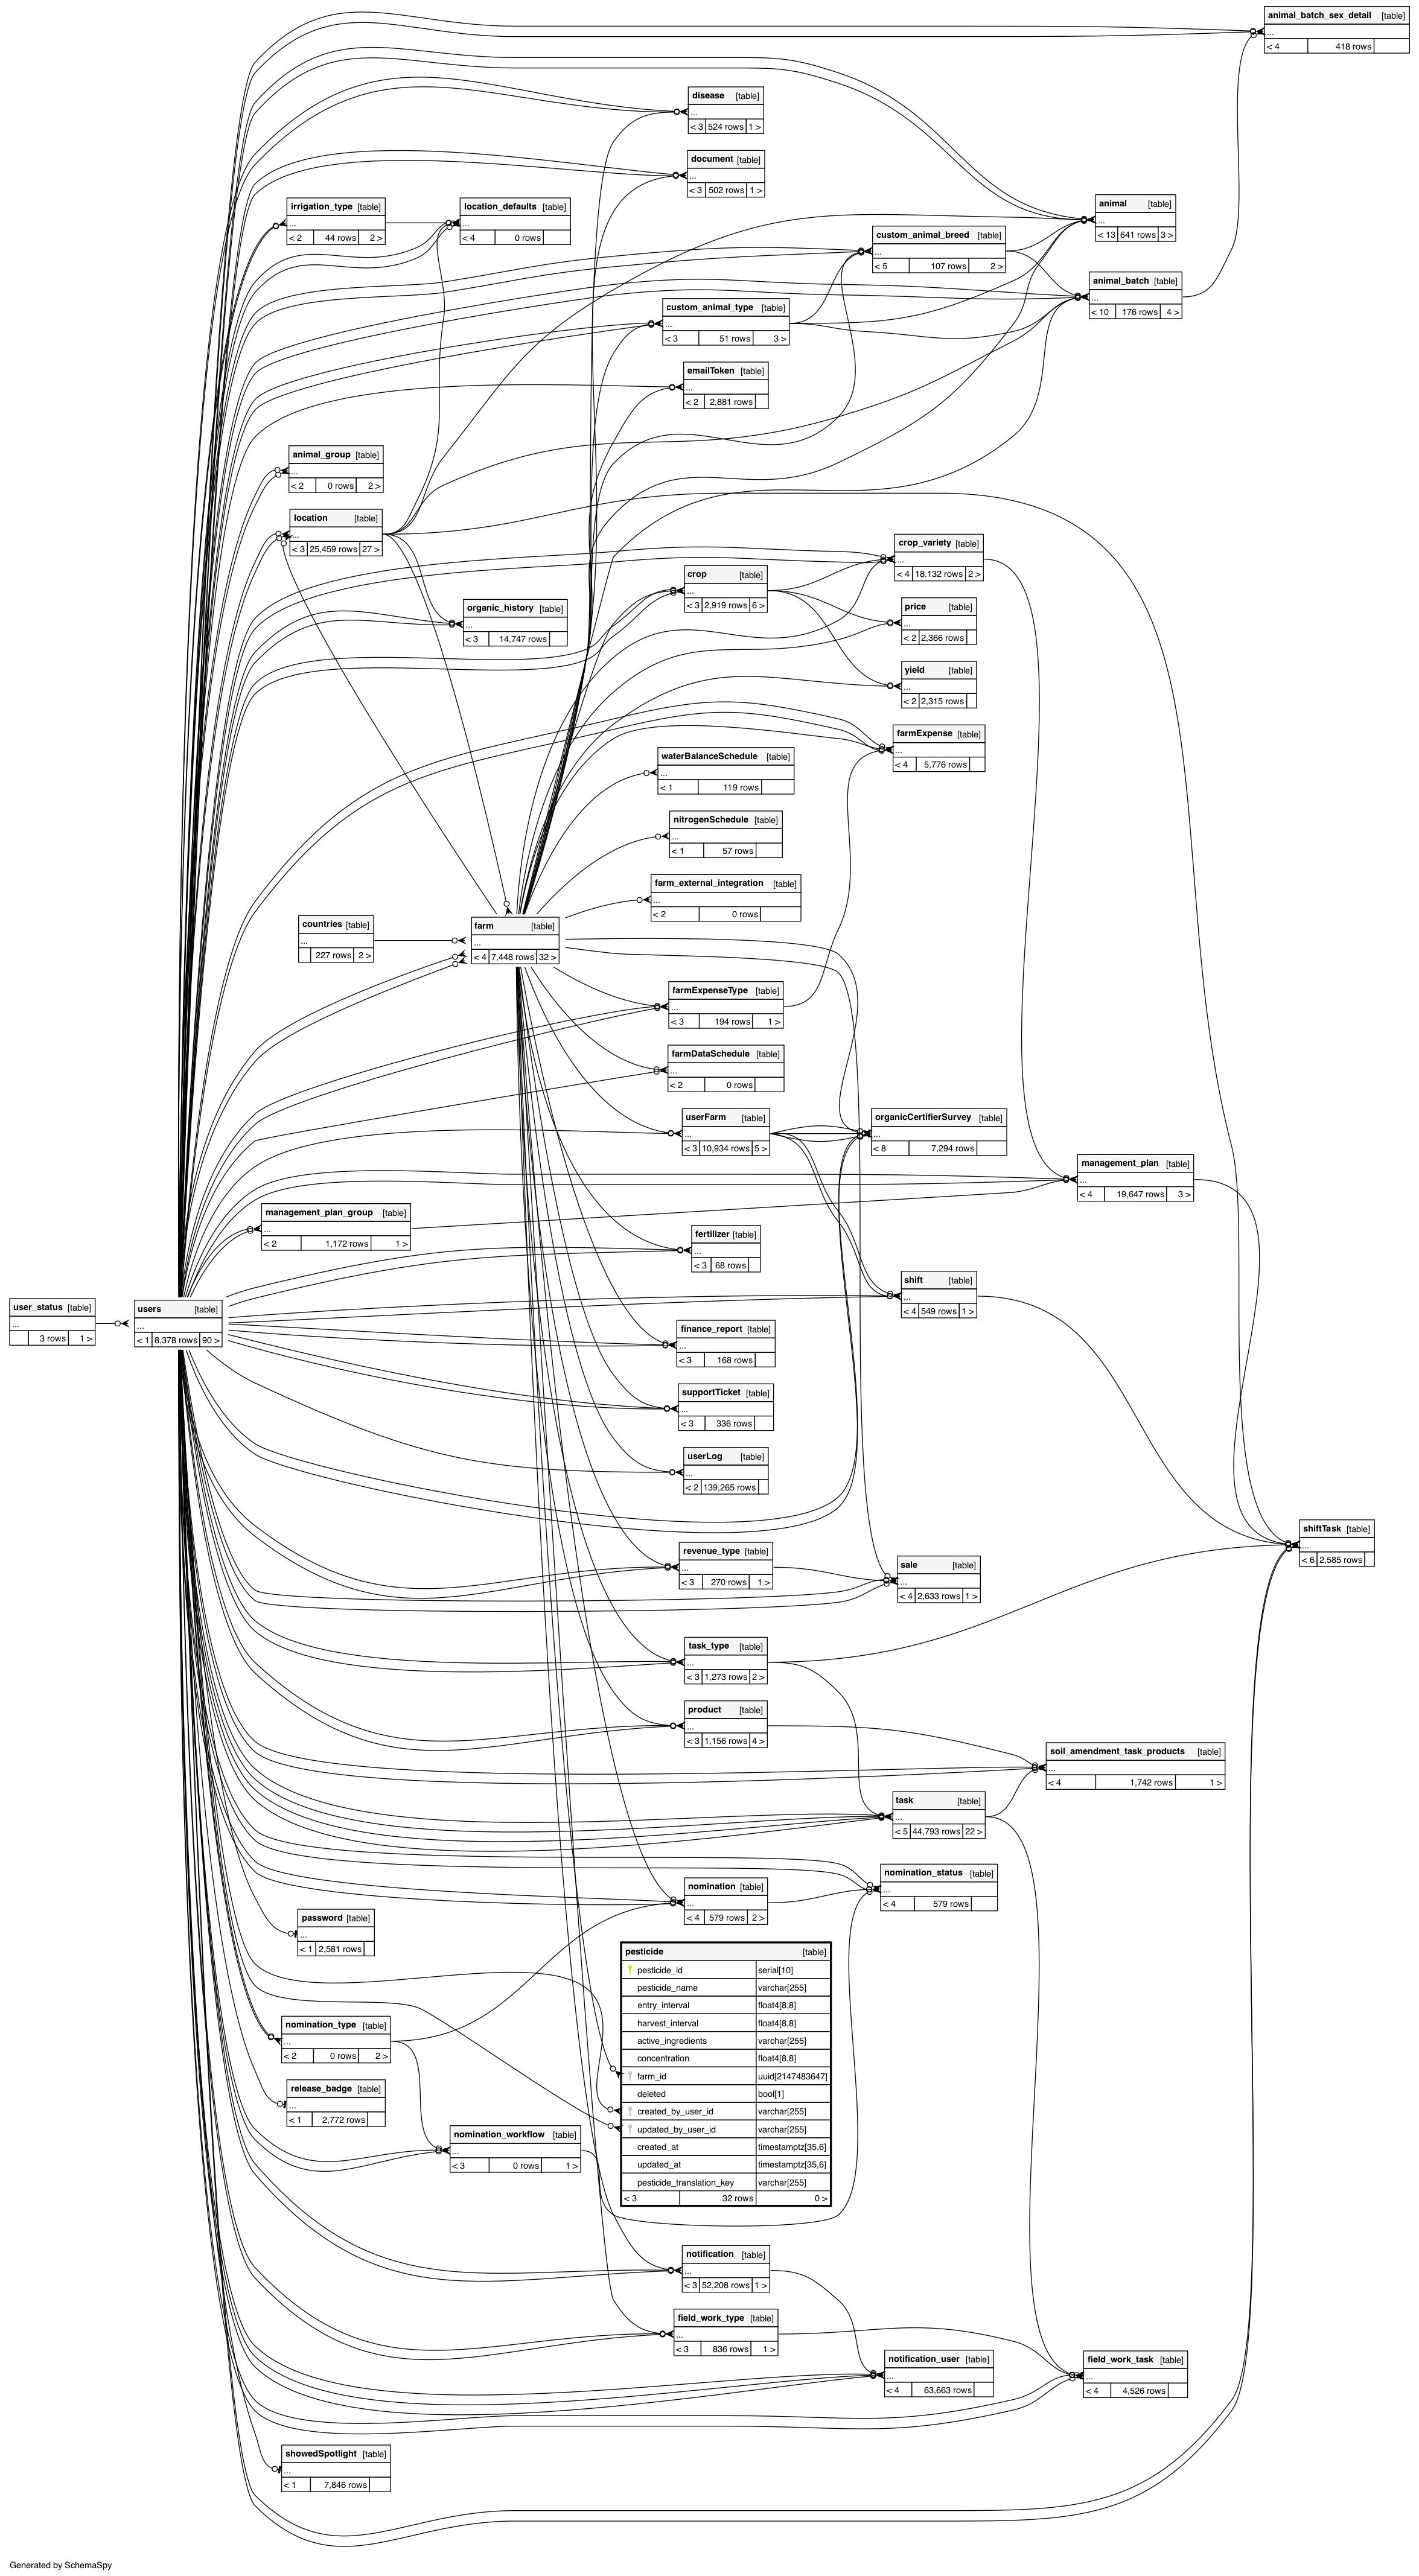 animal_batch_sex_detail [table]
...
< 4 418 rows
disease [table]
...
< 3 524 rows 1 >
document [table]
...
< 3 502 rows 1 >
irrigation_type [table]
...
< 2 44 rows 2 >
location_defaults [table]
...
< 4 0 rows
animal [table]
...
< 13 641 rows 3 >
custom_animal_breed [table]
...
< 5 107 rows 2 >
animal_batch [table]
...
< 10 176 rows 4 >
custom_animal_type [table]
...
< 3 51 rows 3 >
emailToken [table]
...
< 2 2,881 rows
animal_group [table]
...
< 2 0 rows 2 >
location [table]
...
< 3 25,459 rows 27 >
crop_variety [table]
...
< 4 18,132 rows 2 >
crop [table]
...
< 3 2,919 rows 6 >
organic_history [table]
...
< 3 14,747 rows
price [table]
...
< 2 2,366 rows
yield [table]
...
< 2 2,315 rows
farmExpense [table]
...
< 4 5,776 rows
waterBalanceSchedule [table]
...
< 1 119 rows
nitrogenSchedule [table]
...
< 1 57 rows
farm_external_integration [table]
...
< 2 0 rows
countries [table]
...
227 rows 2 >
farm [table]
...
< 4 7,448 rows 32 >
farmExpenseType [table]
...
< 3 194 rows 1 >
farmDataSchedule [table]
...
< 2 0 rows
userFarm [table]
...
< 3 10,934 rows 5 >
organicCertifierSurvey [table]
...
< 8 7,294 rows
management_plan [table]
...
< 4 19,647 rows 3 >
management_plan_group [table]
...
< 2 1,172 rows 1 >
fertilizer [table]
...
< 3 68 rows
shift [table]
...
< 4 549 rows 1 >
user_status [table]
...
3 rows 1 >
users [table]
...
< 1 8,378 rows 90 >
finance_report [table]
...
< 3 168 rows
supportTicket [table]
...
< 3 336 rows
userLog [table]
...
< 2 139,265 rows
shiftTask [table]
...
< 6 2,585 rows
revenue_type [table]
...
< 3 270 rows 1 >
sale [table]
...
< 4 2,633 rows 1 >
task_type [table]
...
< 3 1,273 rows 2 >
product [table]
...
< 3 1,156 rows 4 >
soil_amendment_task_products [table]
...
< 4 1,742 rows 1 >
task [table]
...
< 5 44,793 rows 22 >
nomination_status [table]
...
< 4 579 rows
nomination [table]
...
< 4 579 rows 2 >
password [table]
...
< 1 2,581 rows
pesticide [table]
pesticide_id serial[10]
pesticide_name varchar[255]
entry_interval float4[8,8]
harvest_interval float4[8,8]
active_ingredients varchar[255]
concentration float4[8,8]
farm_id uuid[2147483647]
deleted bool[1]
created_by_user_id varchar[255]
updated_by_user_id varchar[255]
created_at timestamptz[35,6]
updated_at timestamptz[35,6]
pesticide_translation_key varchar[255]
< 3 32 rows 0 >
nomination_type [table]
...
< 2 0 rows 2 >
release_badge [table]
...
< 1 2,772 rows
nomination_workflow [table]
...
< 3 0 rows 1 >
notification [table]
...
< 3 52,208 rows 1 >
field_work_type [table]
...
< 3 836 rows 1 >
notification_user [table]
...
< 4 63,663 rows
field_work_task [table]
...
< 4 4,526 rows
showedSpotlight [table]
...
< 1 7,846 rows
Generated by SchemaSpy